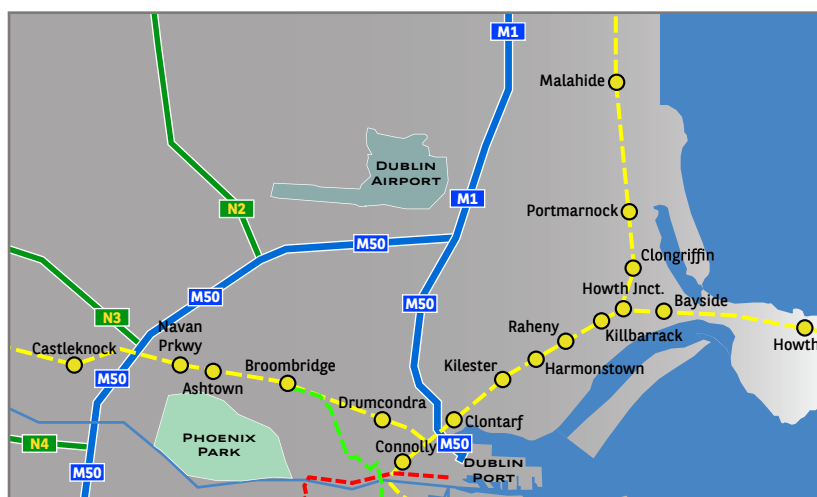 M1
Malahide
DUBLIN
AIRPORT
M1
N2
Portmarnock
M50
Clongriffin
M50
M50
Howth Jnct.
Bayside
N3
Navan
Prkwy
Raheny
Killbarrack
Howth
Castleknock
M50
Ashtown
Broombridge
Kilester
Harmonstown
Drumcondra
Clontarf
PHOENIX
PARK
N4
Connolly
M50
M50
DUBLIN
PORT